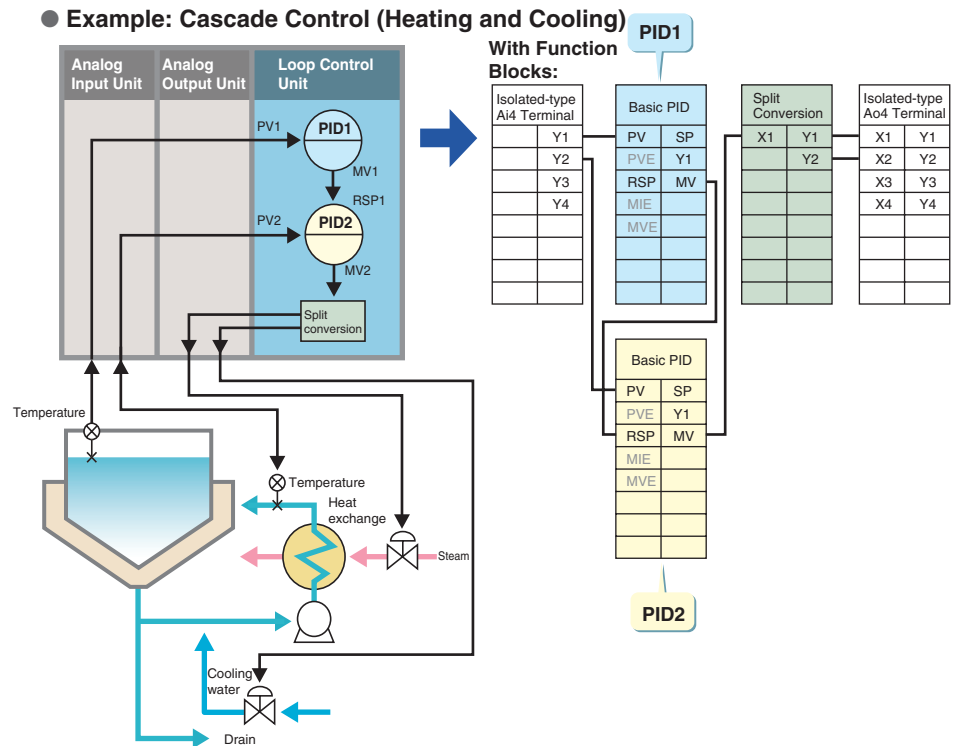 ● Example: Cascade Control (Heating and Cooling)
Analog
Input Unit
Analog
Output Unit
Loop Control
Unit
PV1
PID1
MV1
RSP1
PV2
PID2
MV2
Split
conversion
Temperature
Temperature
Heat
exchange
Steam
Cooling
water
Drain
With Function
Blocks:
PID1
Isolated-type
Ai4 Terminal
Y1
Y2
Y3
Y4
Basic PID
PV SP
PVE Y1
RSP MV
MIE
MVE
Split
Conversion
X1 Y1
Y2
Isolated-type
Ao4 Terminal
X1 Y1
X2 Y2
X3 Y3
X4 Y4
Basic PID
PV SP
PVE Y1
RSP MV
MIE
MVE
PID2